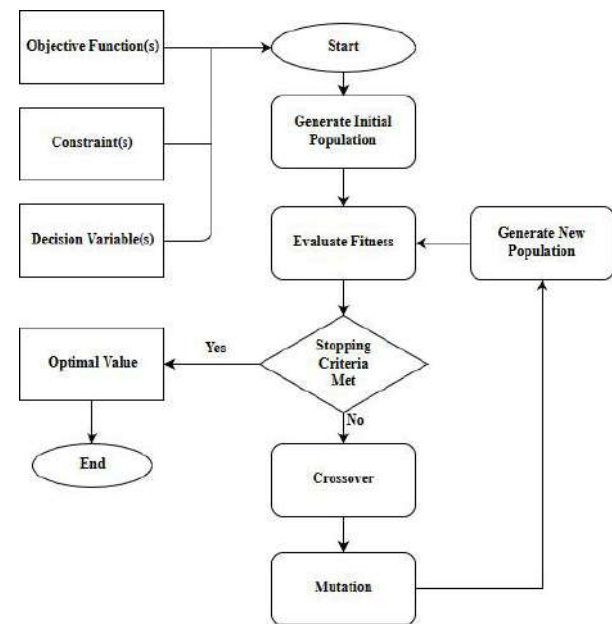 Objective Function(s)
Start
Generate Initial
Population
Constraint(s)
Decision Variable(s)
Evaluate Fitness
Generate New
Population
Stopping
Criteria
Met
Yes
Optimal Value
No
End
Crossover
Mutation